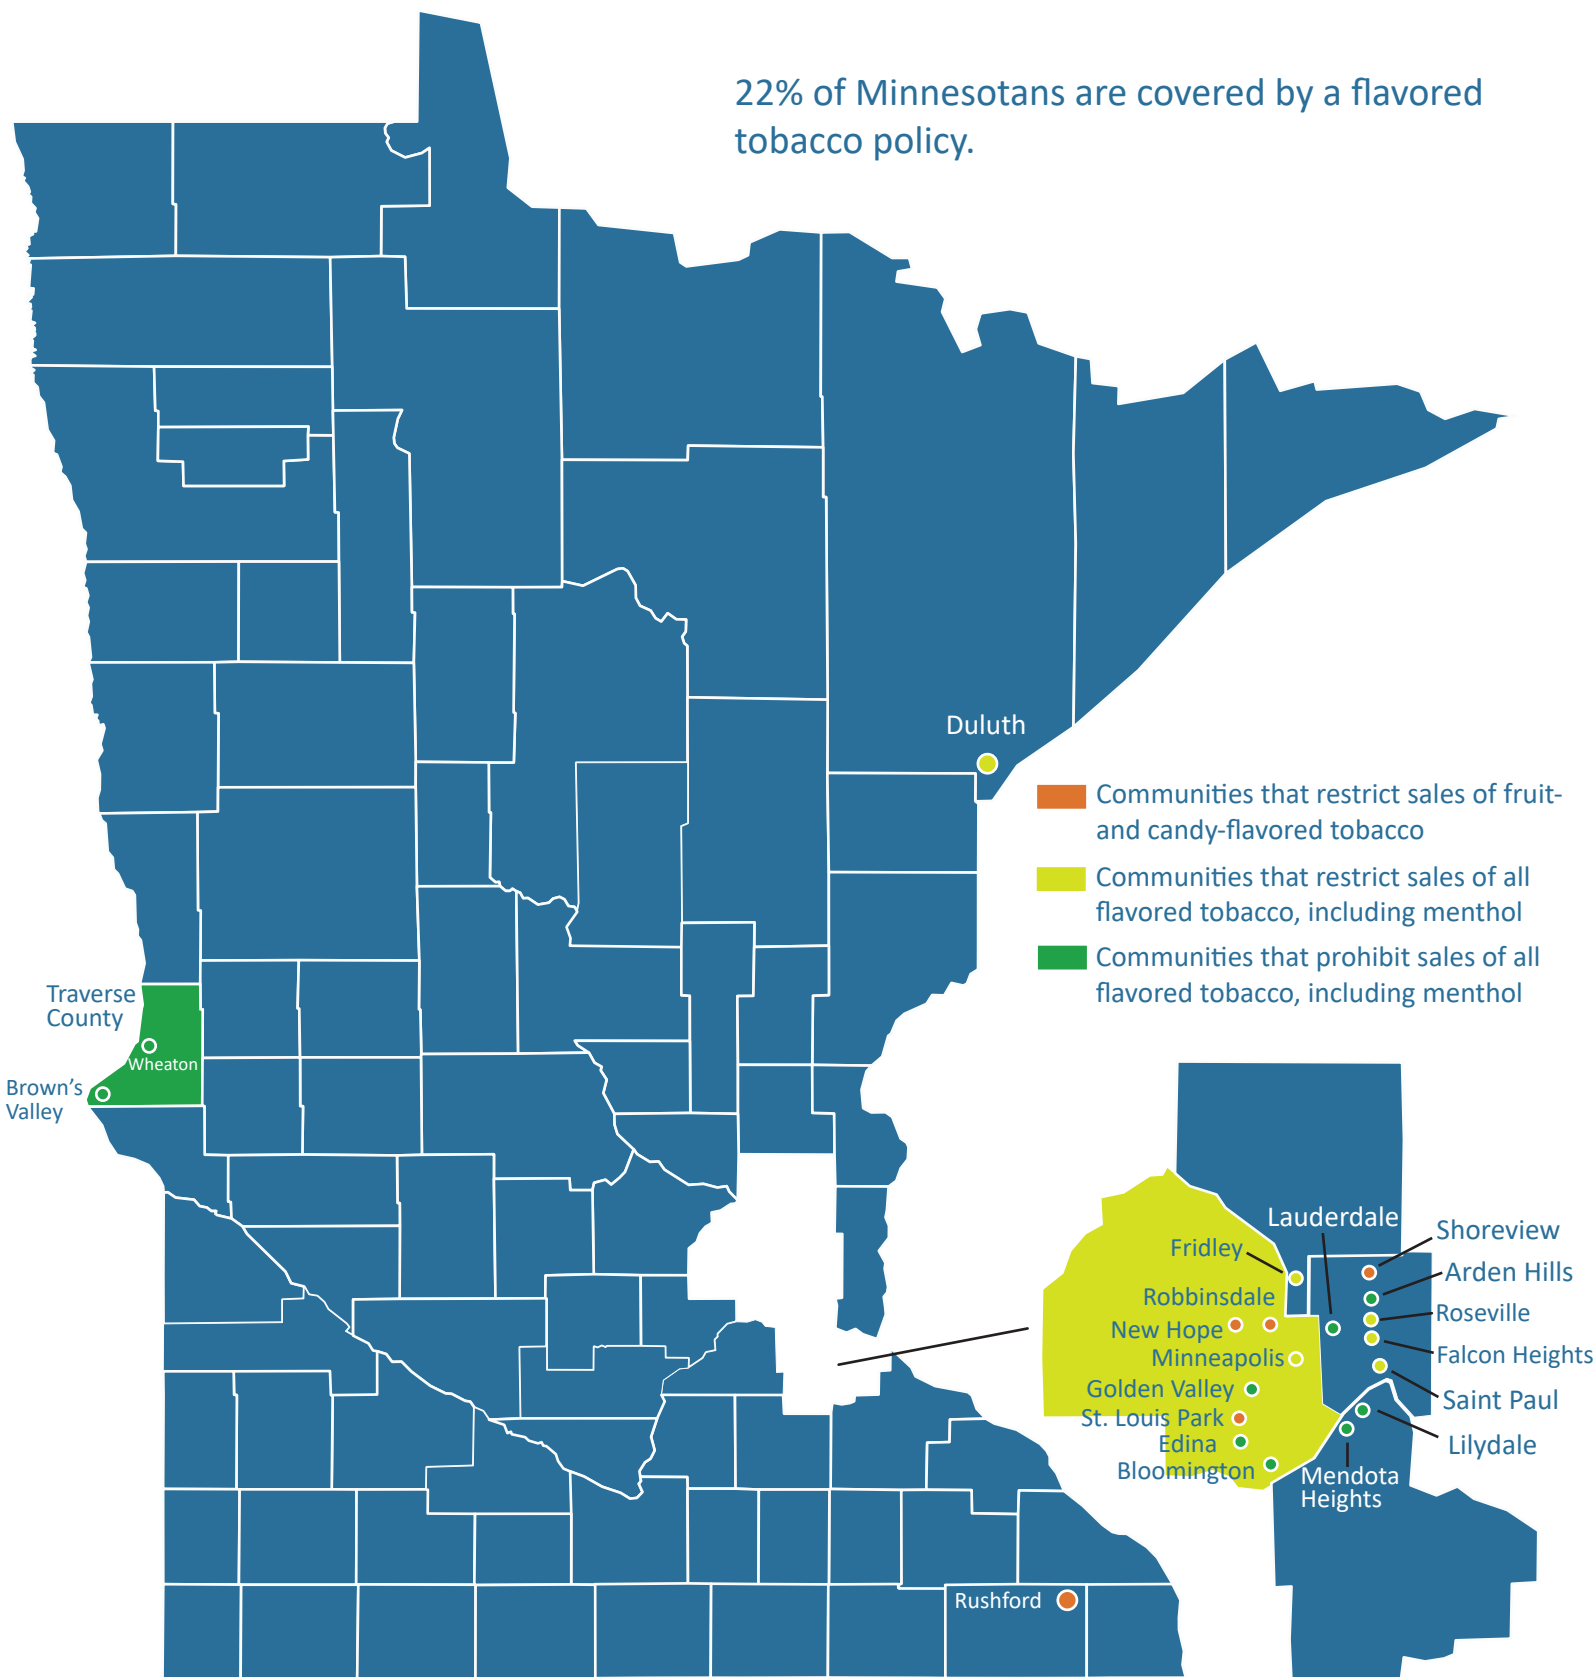 22% of Minnesotans are covered by a flavored
tobacco policy.
Duluth
Communities that restrict sales of fruit-
and candy-flavored tobacco
Communities that restrict sales of all
flavored tobacco, including menthol
Communities that prohibit sales of all
flavored tobacco, including menthol
Traverse
County
Wheaton
Brown's
Valley
Lauderdale
Shoreview
Fridley
Arden Hills
Robbinsdale
Roseville
New Hope
Minneapolis
Falcon Heights
Golden Valley
Saint Paul
St. Louis Park
Edina
Lilydale
Bloomington
Mendota
Heights
Rushford